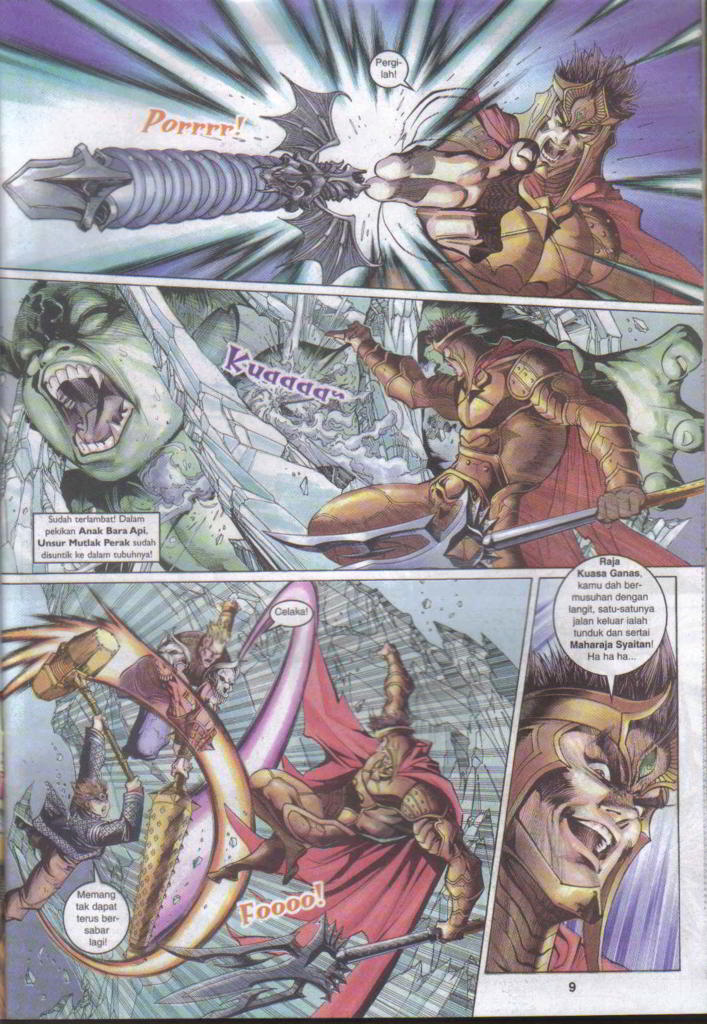 Pergi-
lah!
Porrrr!
Kuaaaa~
Sudah terlambat! Dalam
pekikan Anak Bara Api,
Unsur Mutlak Perak sudah
disuntik ke dalam tubuhnya!
Celaka!
Memang
tak dapat
terus ber-
sabar
lagi!
Foooo!
Raja
Kuasa Ganas,
kamu dah ber-
musuhan dengan
langit, satu-satunya
jalan keluar ialah
tunduk dan sertai
Maharaja Syaitan!
Ha ha ha...
9